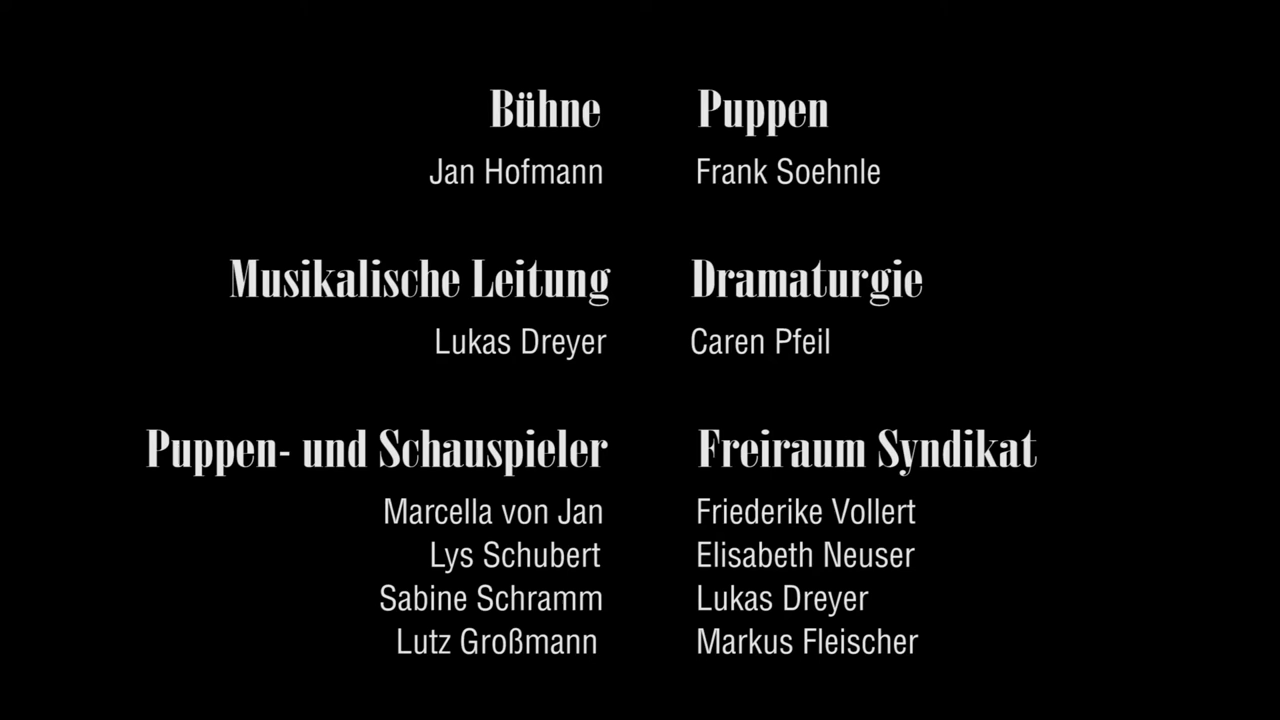 Bühne
Jan Hofmann
Puppen
Frank Soehnle
Musikalische Leitung
Lukas Dreyer
Dramaturgie
Caren Pfeil
Puppen- und Schauspieler
Marcella von Jan
Lys Schubert
Sabine Schramm
Lutz Großmann
Freiraum Syndikat
Friederike Vollert
Elisabeth Neuser
Lukas Dreyer
Markus Fleischer